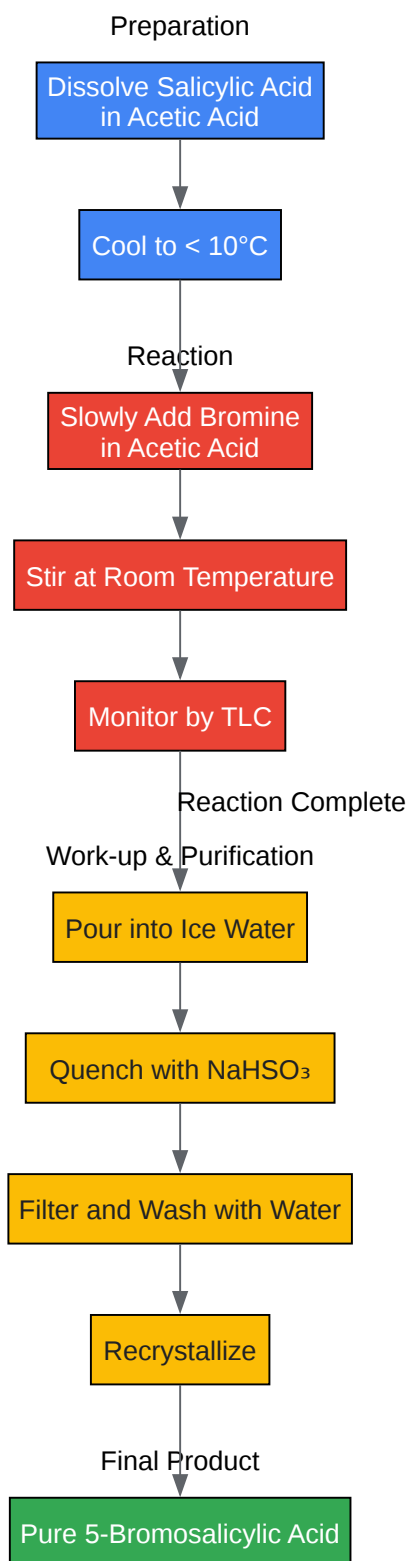 Preparation
Dissolve Salicylic Acid
in Acetic Acid
Cool to < 10°C
Reaction
Slowly Add Bromine
in Acetic Acid
Stir at Room Temperature
Monitor by TLC
Reaction Complete
Work-up & Purification
Pour into Ice Water
Quench with NaHSO₃
Filter and Wash with Water
Recrystallize
Final Product
Pure 5-Bromosalicylic Acid